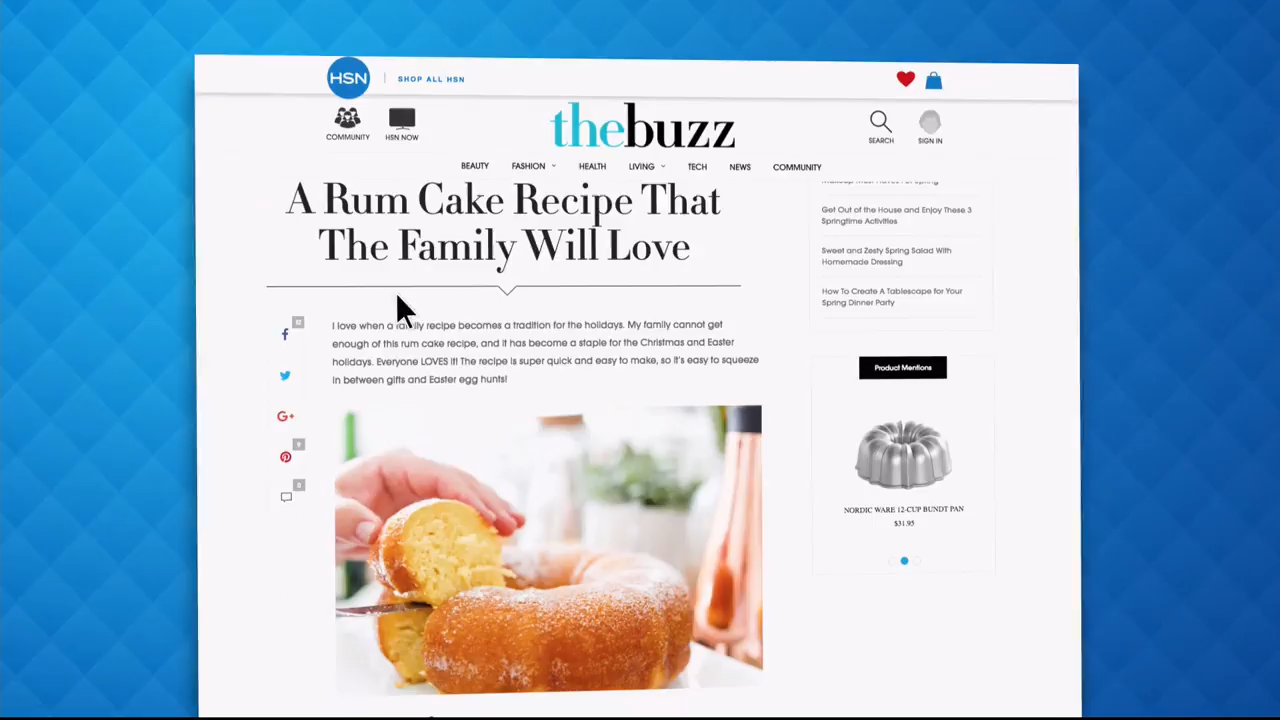 HSN
SHOP ALL HSN
COMMUNITY
HSN NOW
thebuzz
SEARCH
SIGN IN
BEAUTY FASHION HEALTH LIVING TECH NEWS COMMUNITY
A Rum Cake Recipe That
The Family Will Love
I love when a family recipe becomes a tradition for the holidays. My family cannot get
enough of this rum cake recipe, and it has become a staple for the Christmas and Easter
holidays. Everyone LOVES it! The recipe is super quick and easy to make, so it's easy to squeeze
in between gifts and Easter egg hunts!
Get Out of the House and Enjoy These 3
Springtime Activities
Sweet and Zesty Spring Salad With
Homemade Dressing
How To Create A Tablescape for Your
Spring Dinner Party
Product Mentions
NORDIC WARE 12-CUP BUNDT PAN
$31.95